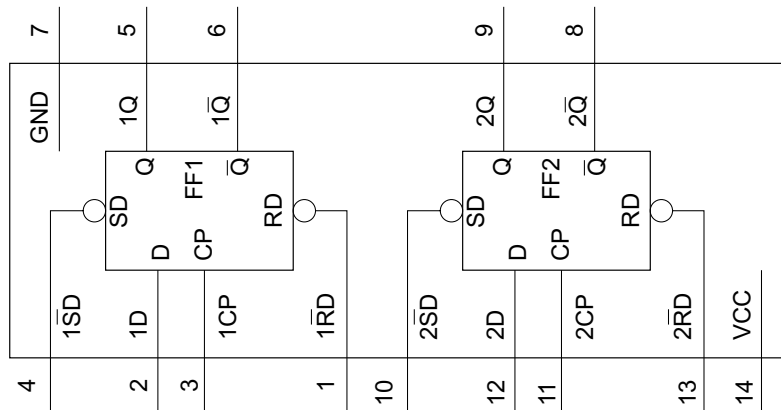 7
5
6
9
8
GND
1Q
1Q̅
2Q
2Q̅
Q
FF1
Q̅
Q
FF2
Q̅
SD
RD
SD
RD
D
CP
D
CP
1S̅D
1D
1CP
1R̅D
2S̅D
2D
2CP
2R̅D
VCC
4
2
3
1
10
12
11
13
14